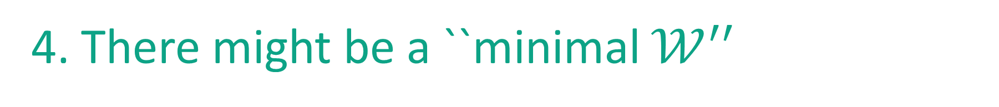 4. There might be a ``minimal 𝒲′′